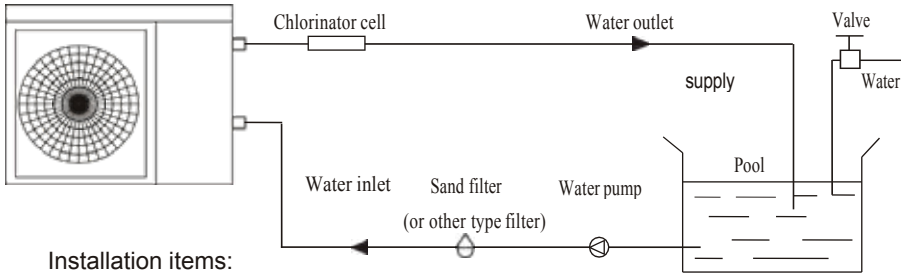 Chlorinator cell
Water outlet
Valve
Water
supply
Pool
Water inlet
Sand filter
(or other type filter)
Water pump
Installation items: